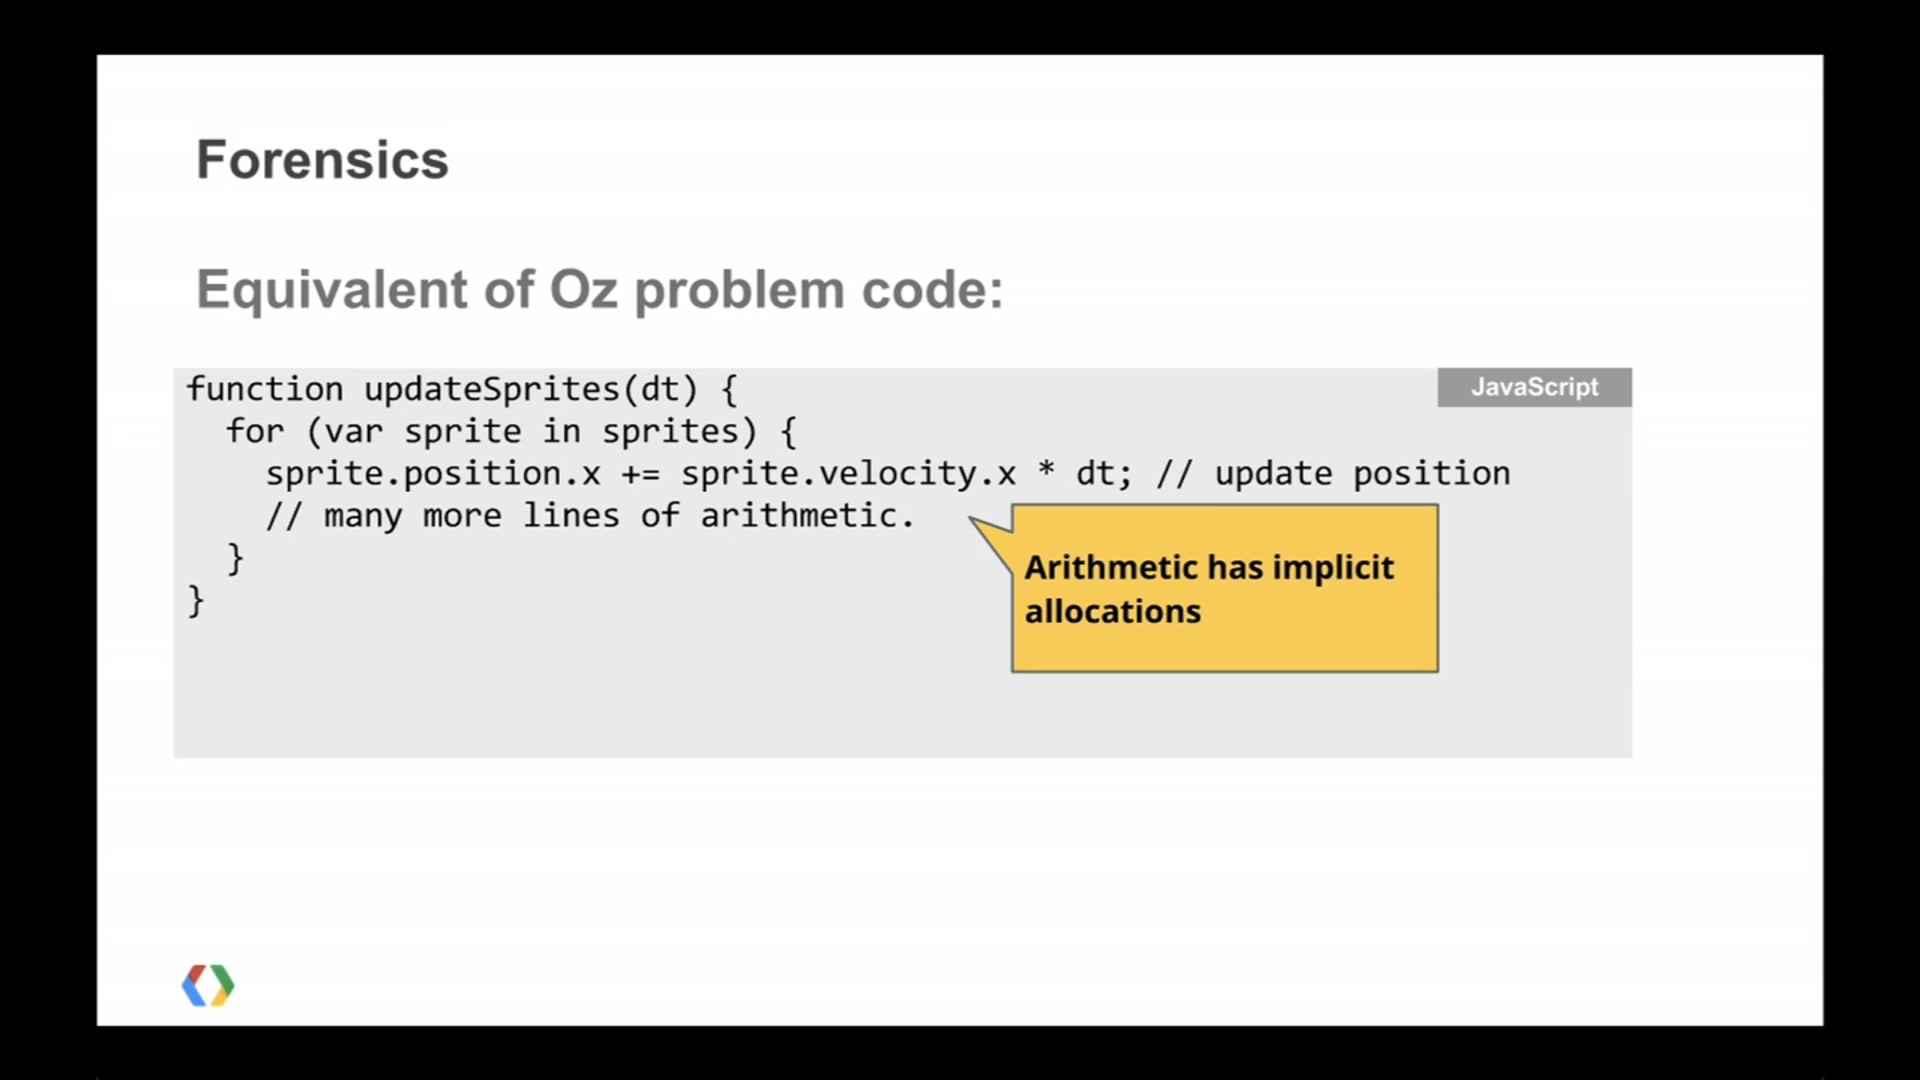 Forensics
Equivalent of Oz problem code:
JavaScript
function updateSprites(dt) {
  for (var sprite in sprites) {
    sprite.position.x += sprite.velocity.x * dt; // update position
    // many more lines of arithmetic.
  }
}
Arithmetic has implicit
allocations